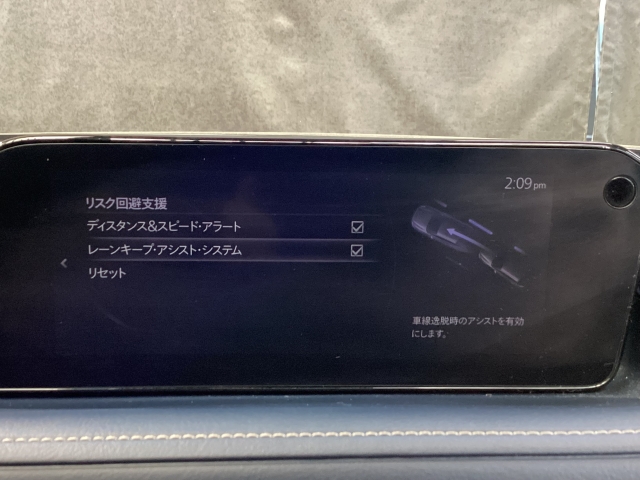 2:09pm
リスク回避支援
ディスタンス&スピード・アラート
レーンキープ・アシスト・システム
リセット
車線逸脱時のアシストを有効
にします。